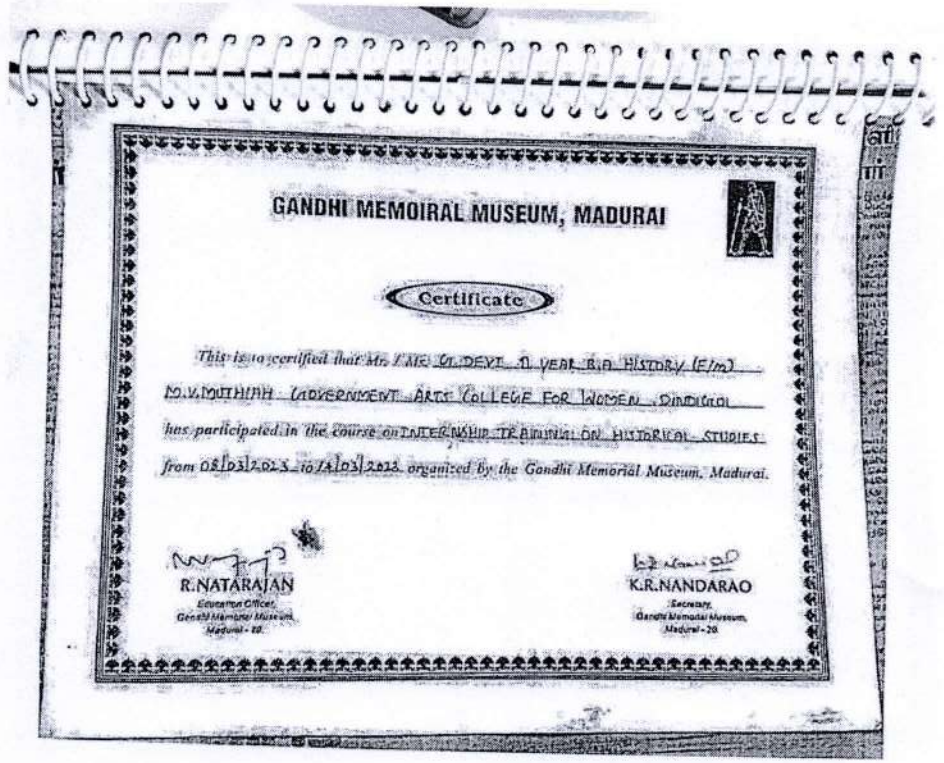 GANDHI MEMOIRAL MUSEUM, MADURAI
Certificate
This is to certified that Mr. / Ms. G. DEVI II YEAR B.A HISTORY (E/m)
M.V.MUTHIAH GOVERNMENT ARTS COLLEGE FOR WOMEN, DINDIGUL
has participated in the course on INTERNSHIP TRAINING ON HISTORICAL STUDIES
from 08/03/2023 to 14/03/2023 organized by the Gandhi Memorial Museum, Madurai.
R.NATARAJAN
Education Officer,
Gandhi Memorial Museum,
Madurai - 20.
K.R.NANDARAO
Secretary,
Gandhi Memorial Museum,
Madurai - 20.